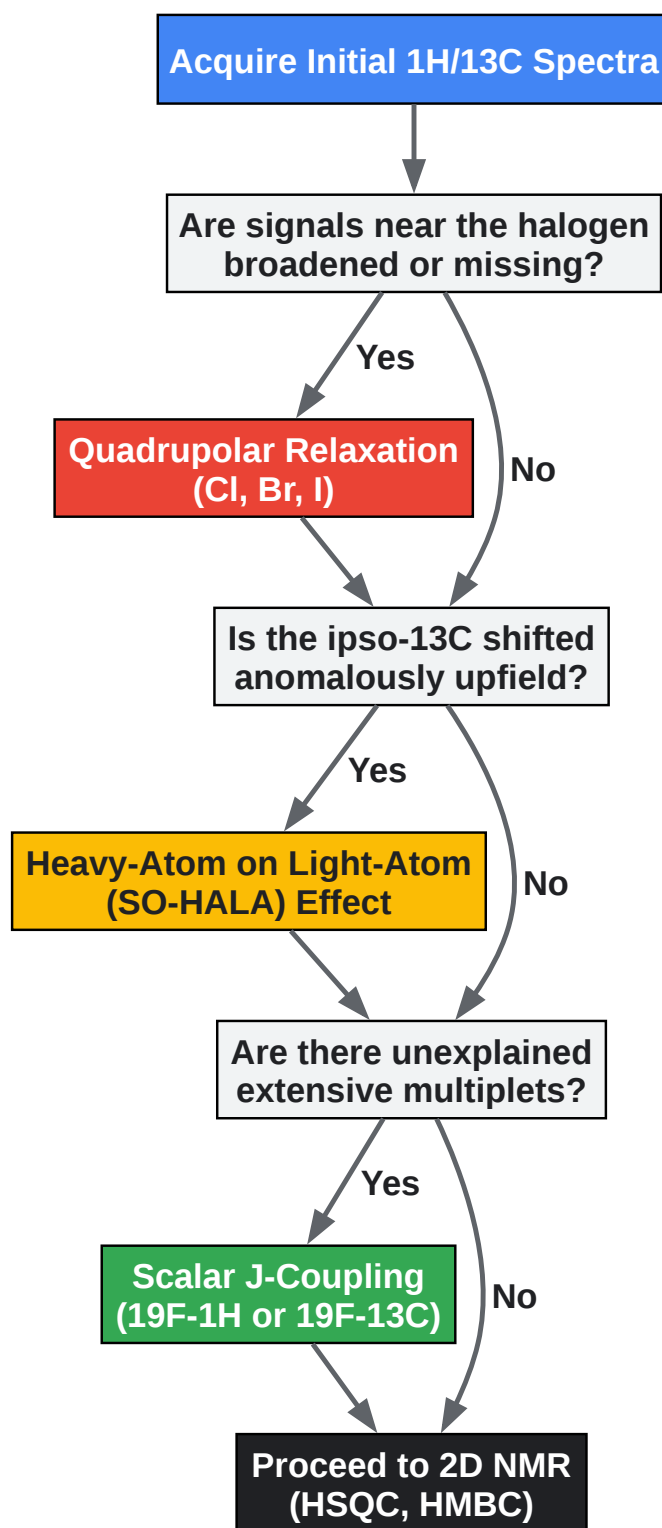 Acquire Initial 1H/13C Spectra
Are signals near the halogen
broadened or missing?
Yes
No
Quadrupolar Relaxation
(Cl, Br, I)
Is the ipso-13C shifted
anomalously upfield?
Yes
No
Heavy-Atom on Light-Atom
(SO-HALA) Effect
Are there unexplained
extensive multiplets?
Yes
No
Scalar J-Coupling
(19F-1H or 19F-13C)
Proceed to 2D NMR
(HSQC, HMBC)